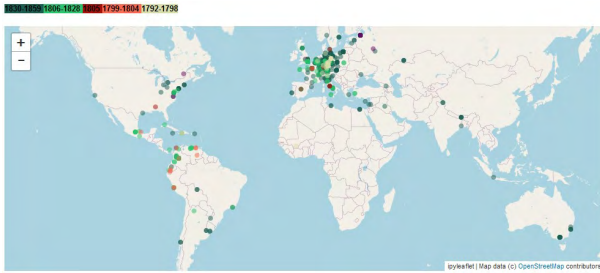 1830-1859 1806-1828 1805 1799-1804 1792-1798
+
−
ipyleaflet | Map data (c) OpenStreetMap contributors